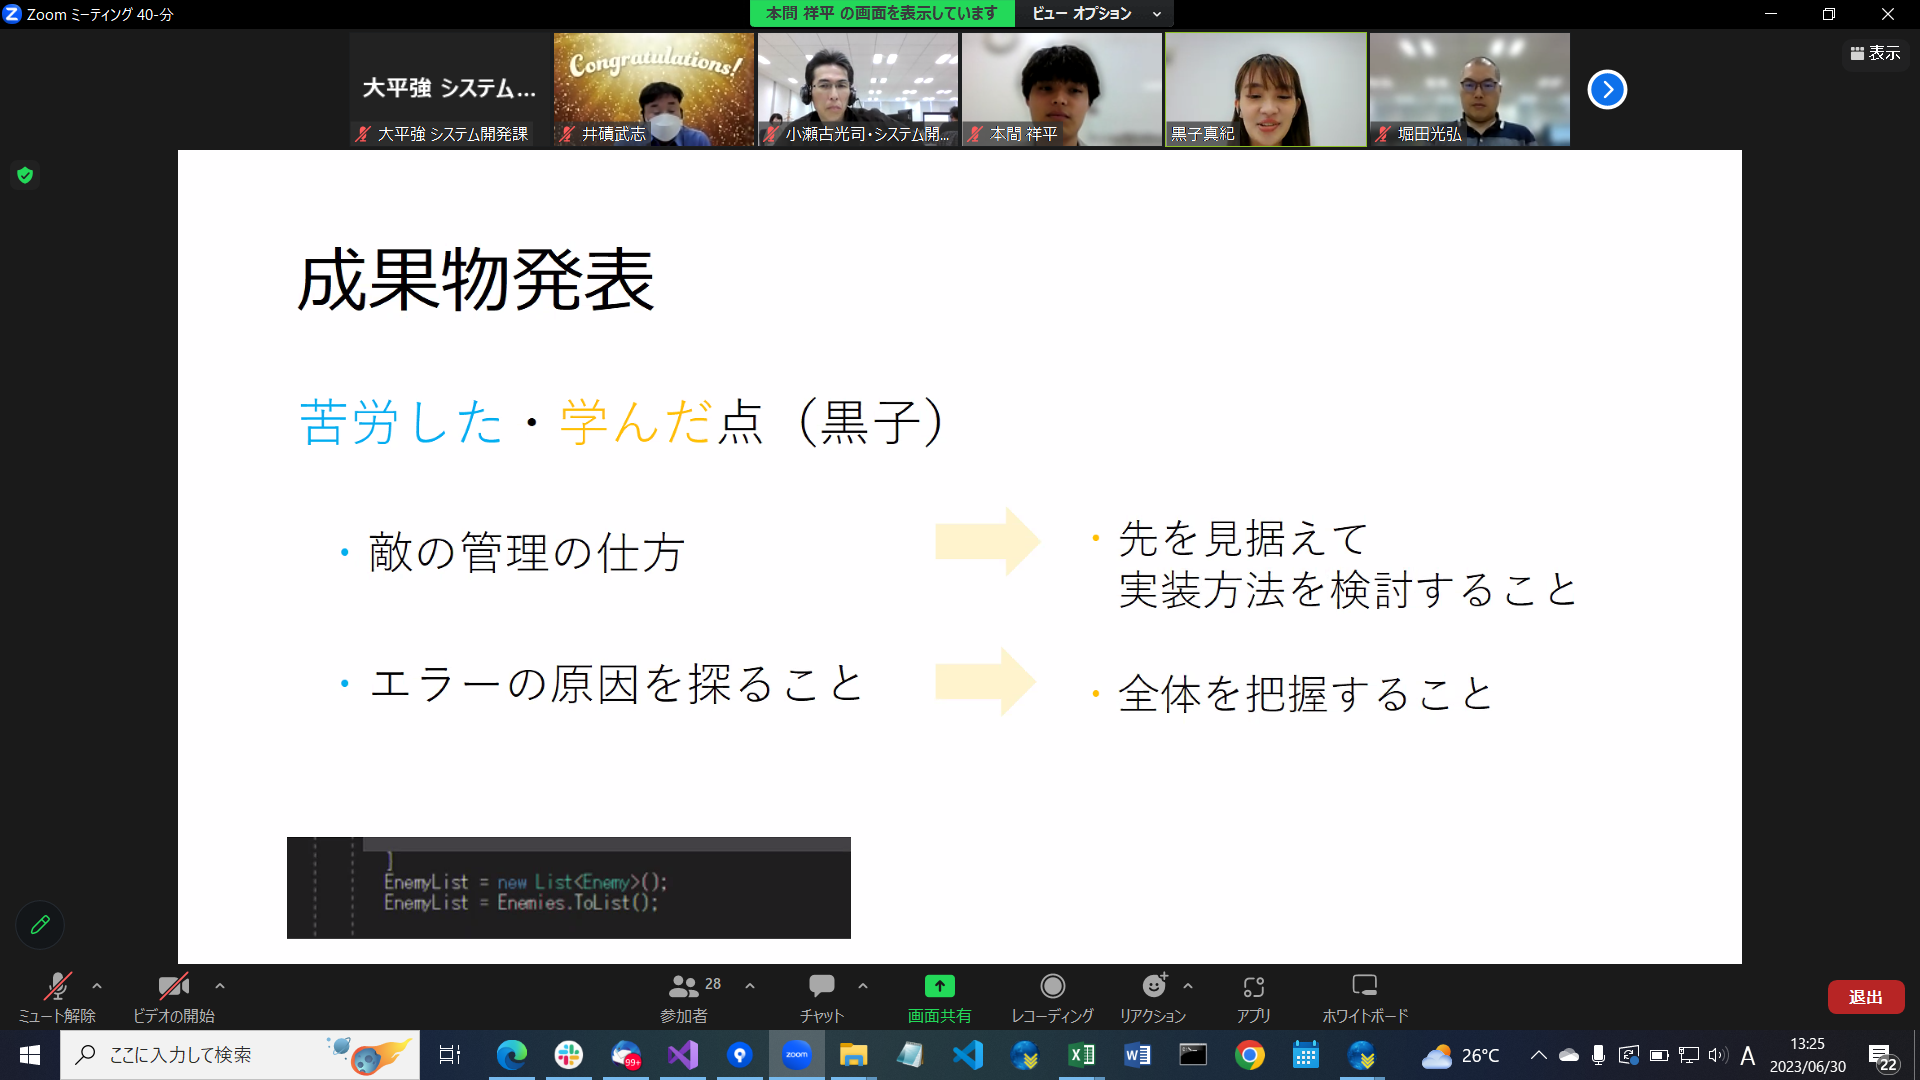 Zoom ミーティング 40-分
本間 祥平 の画面を表示しています
ビュー オプション
大平強 システム...
大平強 システム開発課
Congratulations!
井磧武志
小瀬古光司・システム開...
本間 祥平
黒子真紀
堀田光弘
表示
成果物発表
苦労した・学んだ点（黒子）
・敵の管理の仕方
・先を見据えて
実装方法を検討すること
・エラーの原因を探ること
・全体を把握すること
}
EnemyList = new List<Enemy>();
EnemyList = Enemies.ToList();
ミュート解除
ビデオの開始
28
参加者
チャット
画面共有
レコーディング
リアクション
アプリ
ホワイトボード
退出
ここに入力して検索
99+
zoom
26°C
A
13:25
2023/06/30
22